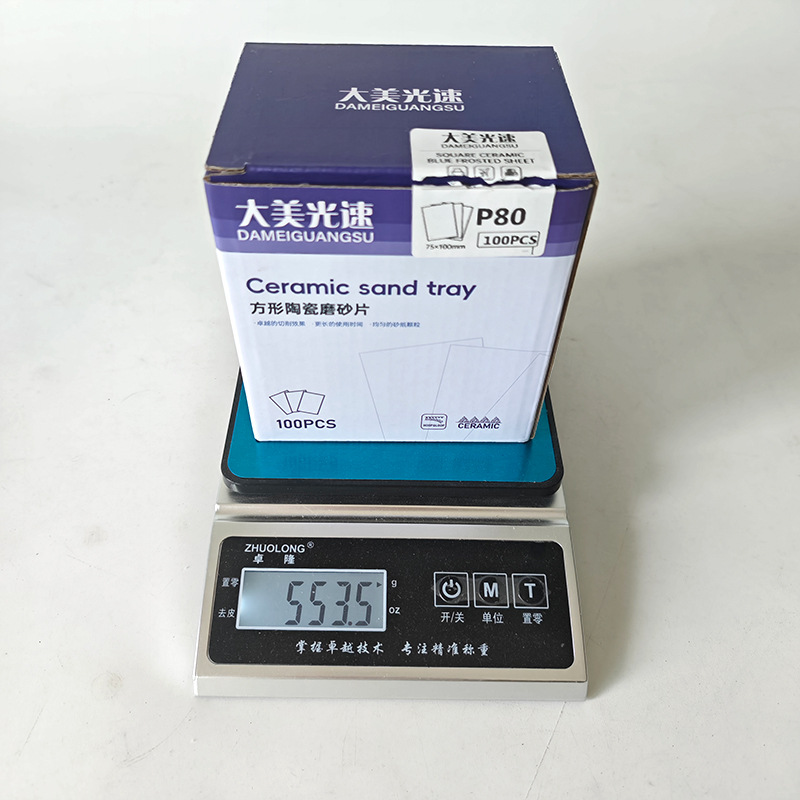 大美光速
DAMEIGUANGSU
大美光速
DAMEIGUANGSU
SQUARE CERAMIC
BLUE FROSTED SHEET
P80
75×100mm
100PCS
大美光速
DAMEIGUANGSU
Ceramic sand tray
方形陶瓷磨砂片
·卓越的切削效果 ·更长的使用时间 ·均匀的砂纸颗粒
100PCS
CERAMIC
ZHUOLONG®
卓隆
置零
去皮
553.5
g
oz
M
T
开/关
单位
置零
掌握卓越技术 专注精准称重